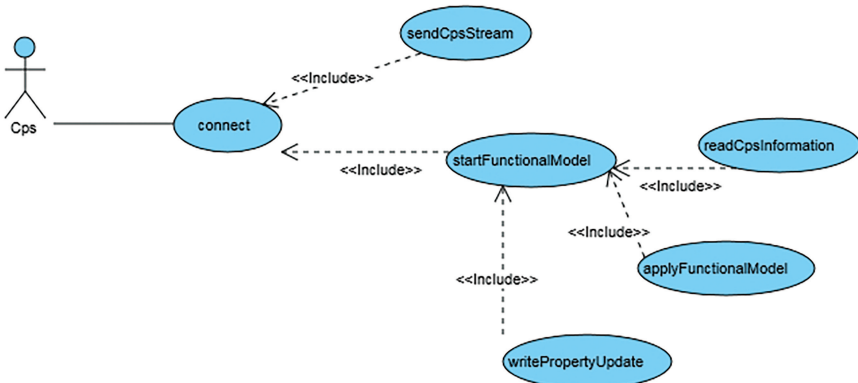 sendCpsStream
<<Include>>
Cps
connect
readCpsInformation
startFunctionalModel
<<Include>>
<<Include>>
<<Include>>
applyFunctionalModel
<<Include>>
writePropertyUpdate